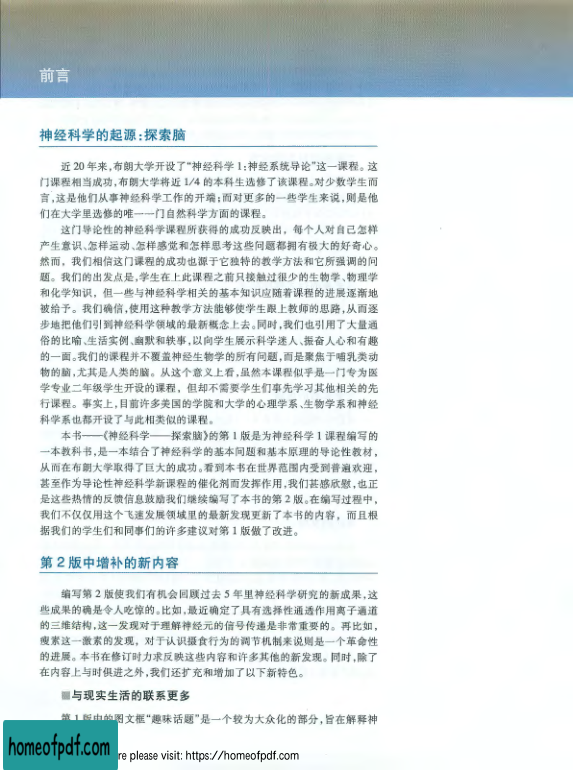 前言
神经科学的起源:探索脑
近 20 年来,布朗大学开设了“神经科学 1:神经系统导论”这一课程。这
门课程相当成功,布朗大学将近 1/4 的本科生选修了该课程。对少数学生而
言,这是他们从事神经科学工作的开端;而对更多的一些学生来说,则是他
们在大学里选修的唯一一门自然科学方面的课程。
这门导论性的神经科学课程所获得的成功反映出，每个人对自己怎样
产生意识、怎样运动、怎样感觉和怎样思考这些问题都拥有极大的好奇心。
然而，我们相信这门课程的成功也源于它独特的教学方法和它所强调的问
题。我们的出发点是,学生在上此课程之前只接触过很少的生物学、物理学
和化学知识，但一些与神经科学相关的基本知识应随着课程的进展逐渐地
被给予。我们确信,使用这种教学方法能够使学生跟上教师的思路,从而逐
步地把他们引到神经科学领域的最新概念上去。同时,我们也引用了大量通
俗的比喻、生活实例、幽默和轶事,以向学生展示科学迷人、振奋人心和有趣
的一面。我们的课程并不覆盖神经生物学的所有问题,而是聚焦于哺乳类动
物的脑,尤其是人类的脑。从这个意义上看,虽然本课程似乎是一门专为医
学专业二年级学生开设的课程，但却不需要学生们事先学习其他相关的先
行课程。事实上,目前许多美国的学院和大学的心理学系、生物学系和神经
科学系也都开设了与此相类似的课程。
本书——《神经科学——探索脑》的第 1 版是为神经科学 1 课程编写的
一本教科书,是一本结合了神经科学的基本问题和基本原理的导论性教材,
从而在布朗大学取得了巨大的成功。看到本书在世界范围内受到普遍欢迎,
甚至作为导论性神经科学新课程的催化剂而发挥作用,我们甚感欣慰,也正
是这些热情的反馈信息鼓励我们继续编写了本书的第 2 版。在编写过程中,
我们不仅仅用这个飞速发展领域里的最新发现更新了本书的内容，而且根
据我们的学生们和同事们的许多建议对第 1 版做了改进。
第 2 版中增补的新内容
编写第 2 版使我们有机会回顾过去 5 年里神经科学研究的新成果,这
些成果的确是令人吃惊的。比如,最近确定了具有选择性通透作用离子通道
的三维结构,这一发现对于理解神经元的信号传递是非常重要的。再比如,
瘦素这一激素的发现，对于认识摄食行为的调节机制来说则是一个革命性
的进展。本书在修订时力求反映这些内容和许多其他的新发现。同时,除了
在内容上与时俱进之外,我们还扩充和增加了以下新特色。
■与现实生活的联系更多
第 1 版中的图文框“趣味话题”是一个较为大众化的部分,旨在解释神
homeofpdf.com
re please visit: https://homeofpdf.com